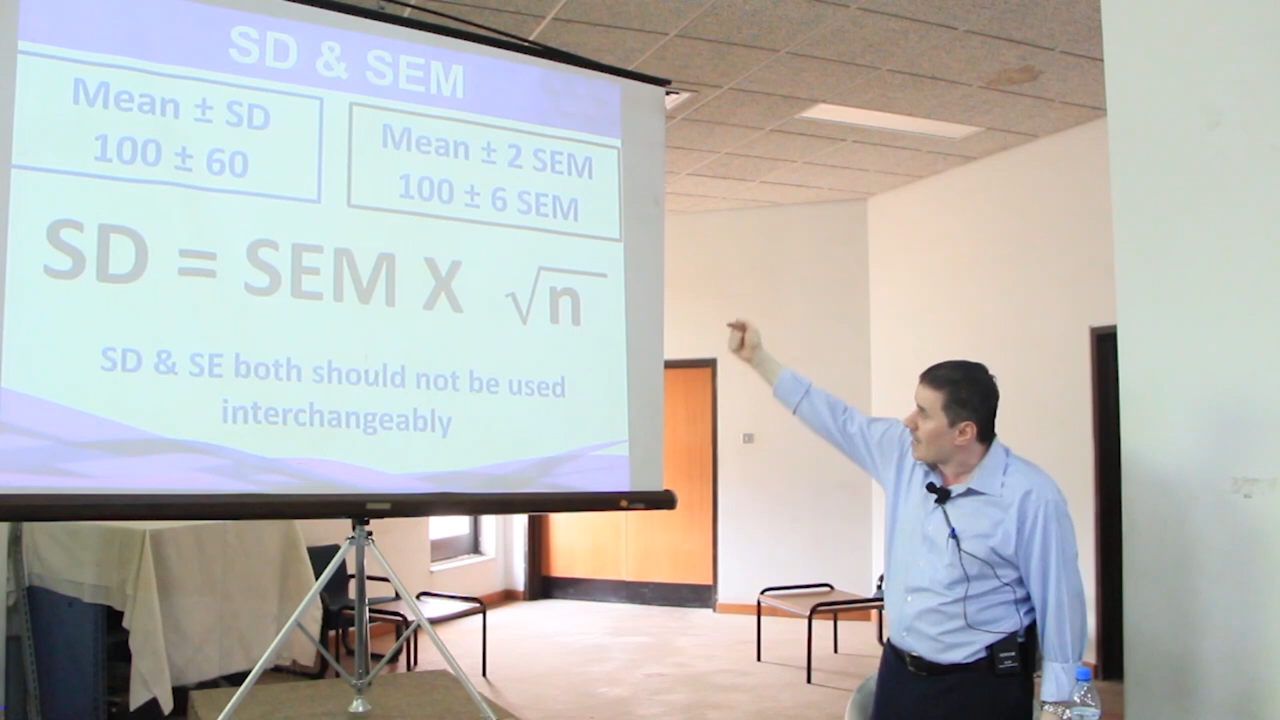 SD & SEM
Mean ± SD
100 ± 60
Mean ± 2 SEM
100 ± 6 SEM
SD = SEM X √n
SD & SE both should not be used
interchangeably